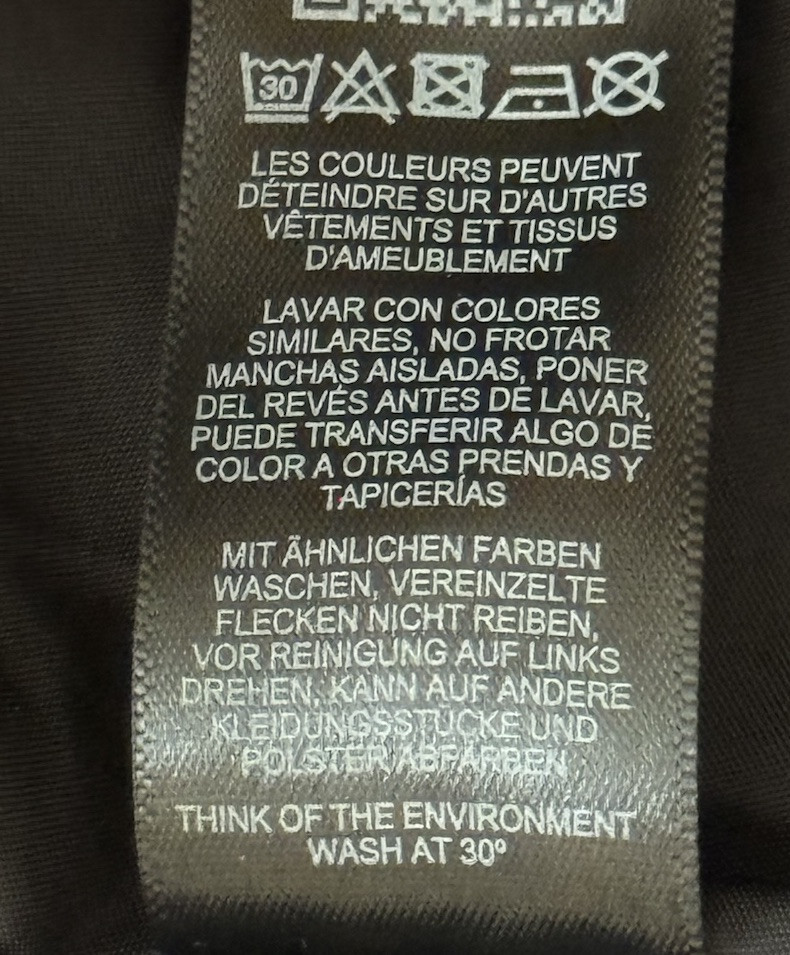 30
LES COULEURS PEUVENT
DÉTEINDRE SUR D'AUTRES
VÊTEMENTS ET TISSUS
D'AMEUBLEMENT
LAVAR CON COLORES
SIMILARES, NO FROTAR
MANCHAS AISLADAS, PONER
DEL REVÉS ANTES DE LAVAR,
PUEDE TRANSFERIR ALGO DE
COLOR A OTRAS PRENDAS Y
TAPICERÍAS
MIT ÄHNLICHEN FARBEN
WASCHEN, VEREINZELTE
FLECKEN NICHT REIBEN,
VOR REINIGUNG AUF LINKS
DREHEN, KANN AUF ANDERE
KLEIDUNGSSTÜCKE UND
POLSTER ABFÄRBEN
THINK OF THE ENVIRONMENT
WASH AT 30º